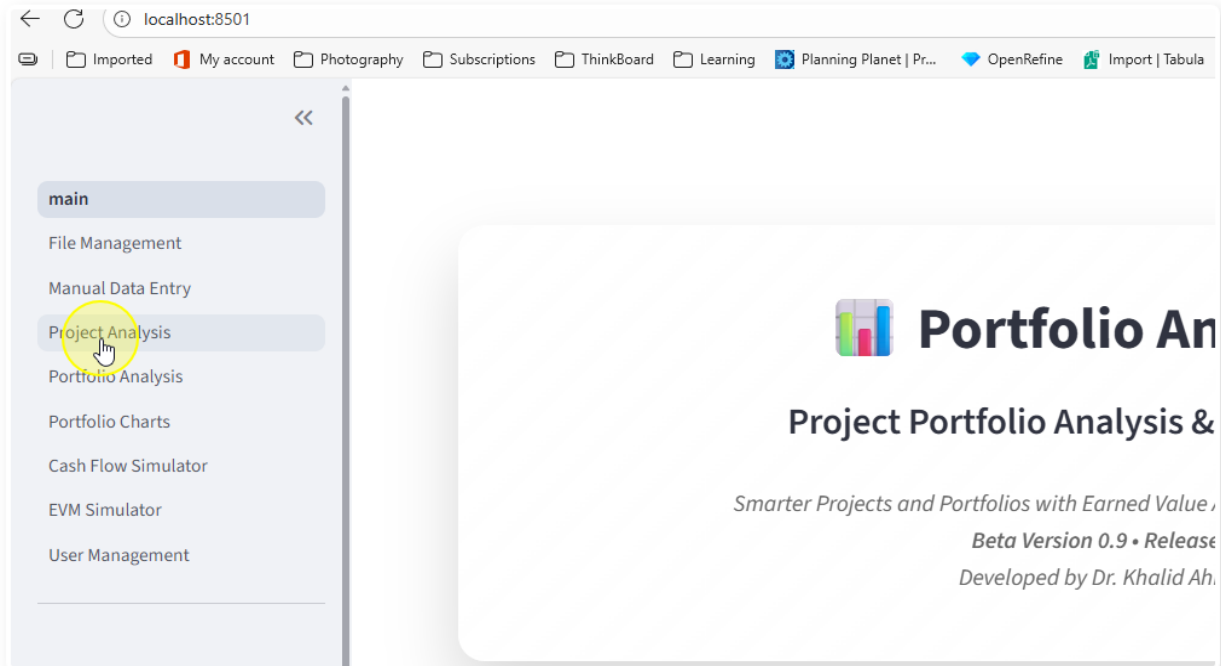 localhost:8501
Imported My account Photography Subscriptions ThinkBoard Learning Planning Planet | Pr... OpenRefine Import | Tabula
main
File Management
Manual Data Entry
Project Analysis
Portfolio Analysis
Portfolio Charts
Cash Flow Simulator
EVM Simulator
User Management
Portfolio An
Project Portfolio Analysis &
Smarter Projects and Portfolios with Earned Value
Beta Version 0.9 • Release
Developed by Dr. Khalid Ah